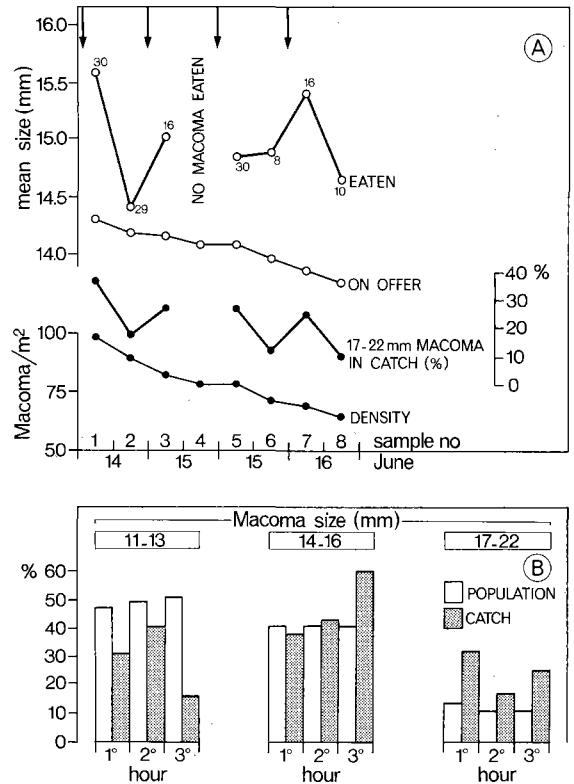 16.0
15.5
15.0
14.5
14.0
mean size (mm)
A
30
29
16
NO MACOMA EATEN
30
8
16
10
EATEN
ON OFFER
40 %
30
20
10
0
17-22 mm MACOMA
IN CATCH (%)
100
75
50
Macoma/m²
DENSITY
1 2 3 4 5 6 7 8 sample no
14 15 15 16 June
Macoma size (mm)
11-13 14-16 17-22
B
% 60
50
40
30
20
10
0
POPULATION
CATCH
1° 2° 3° 1° 2° 3° 1° 2° 3°
hour hour hour